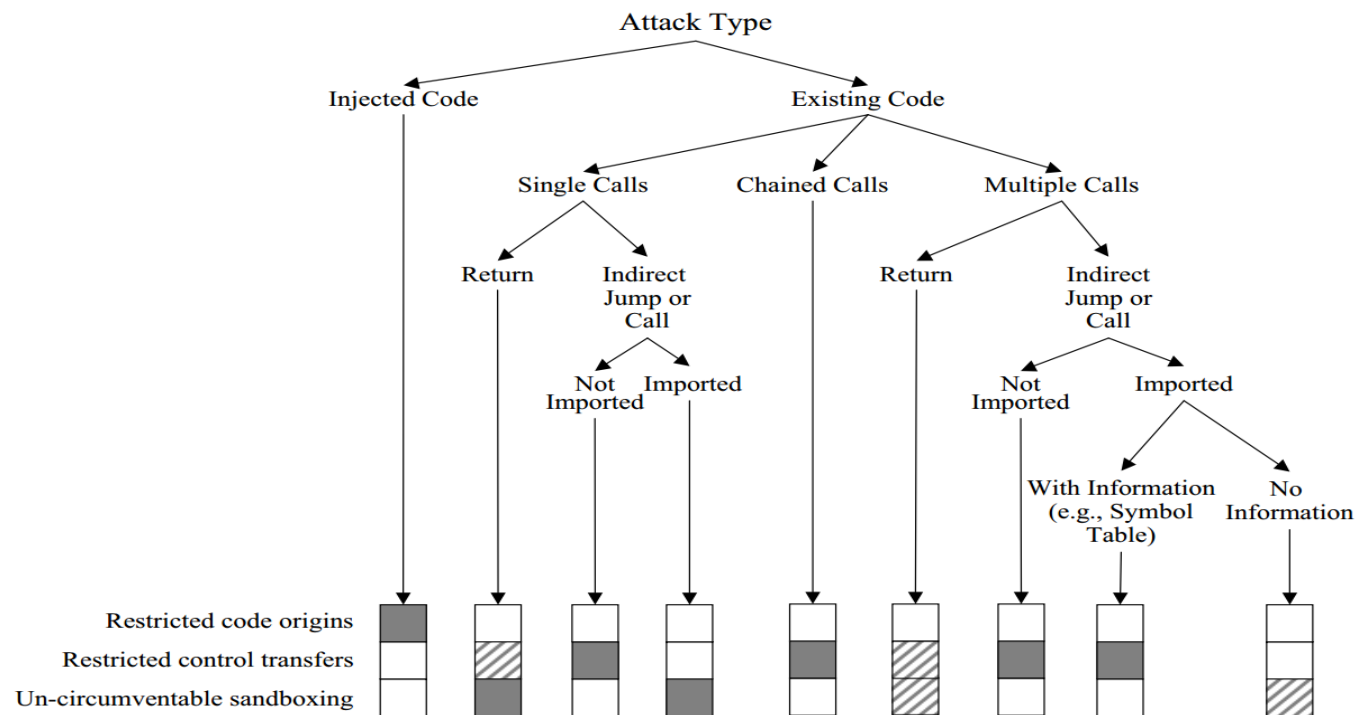 Attack Type
Injected Code
Existing Code
Single Calls
Chained Calls
Multiple Calls
Return
Indirect
Jump or
Call
Return
Indirect
Jump or
Call
Not
Imported
Imported
Not
Imported
Imported
With Information
(e.g., Symbol
Table)
No
Information
Restricted code origins
Restricted control transfers
Un-circumventable sandboxing